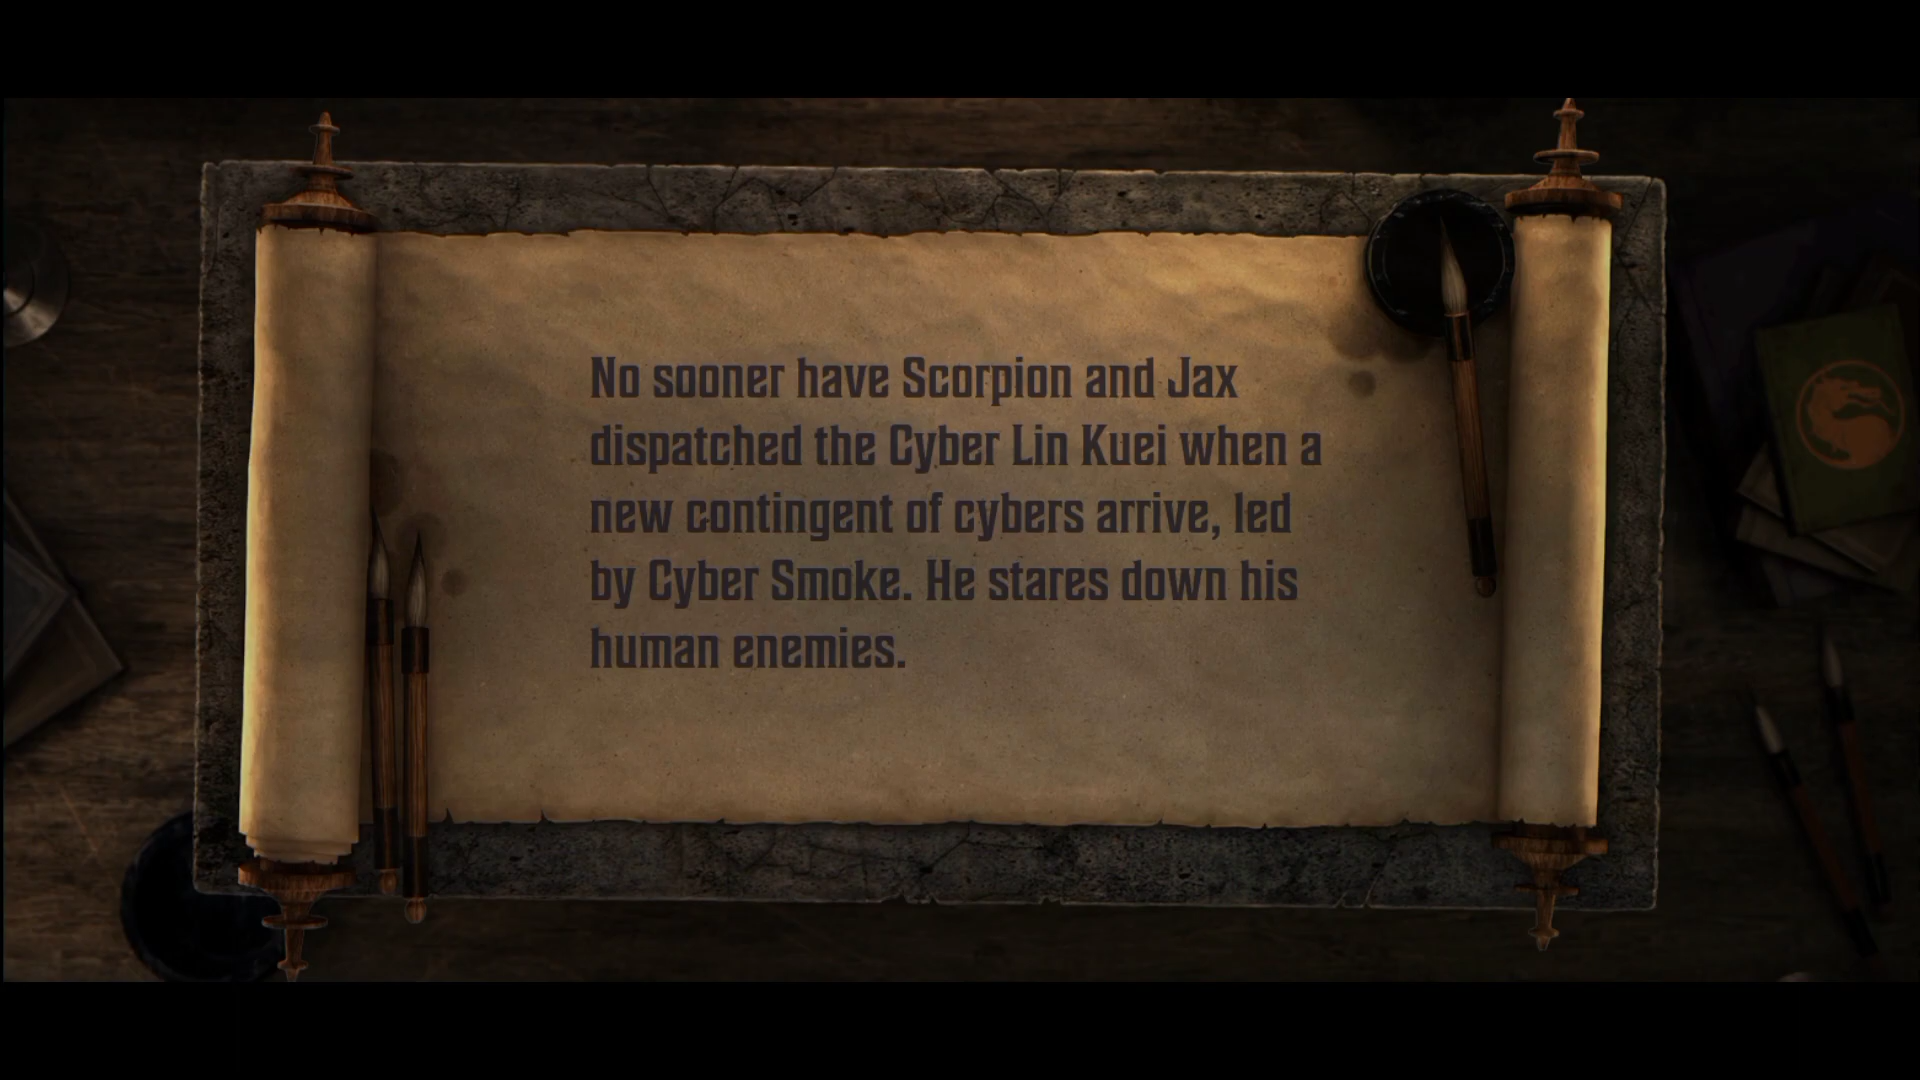 No sooner have Scorpion and Jax
dispatched the Cyber Lin Kuei when a
new contingent of cybers arrive, led
by Cyber Smoke. He stares down his
human enemies.